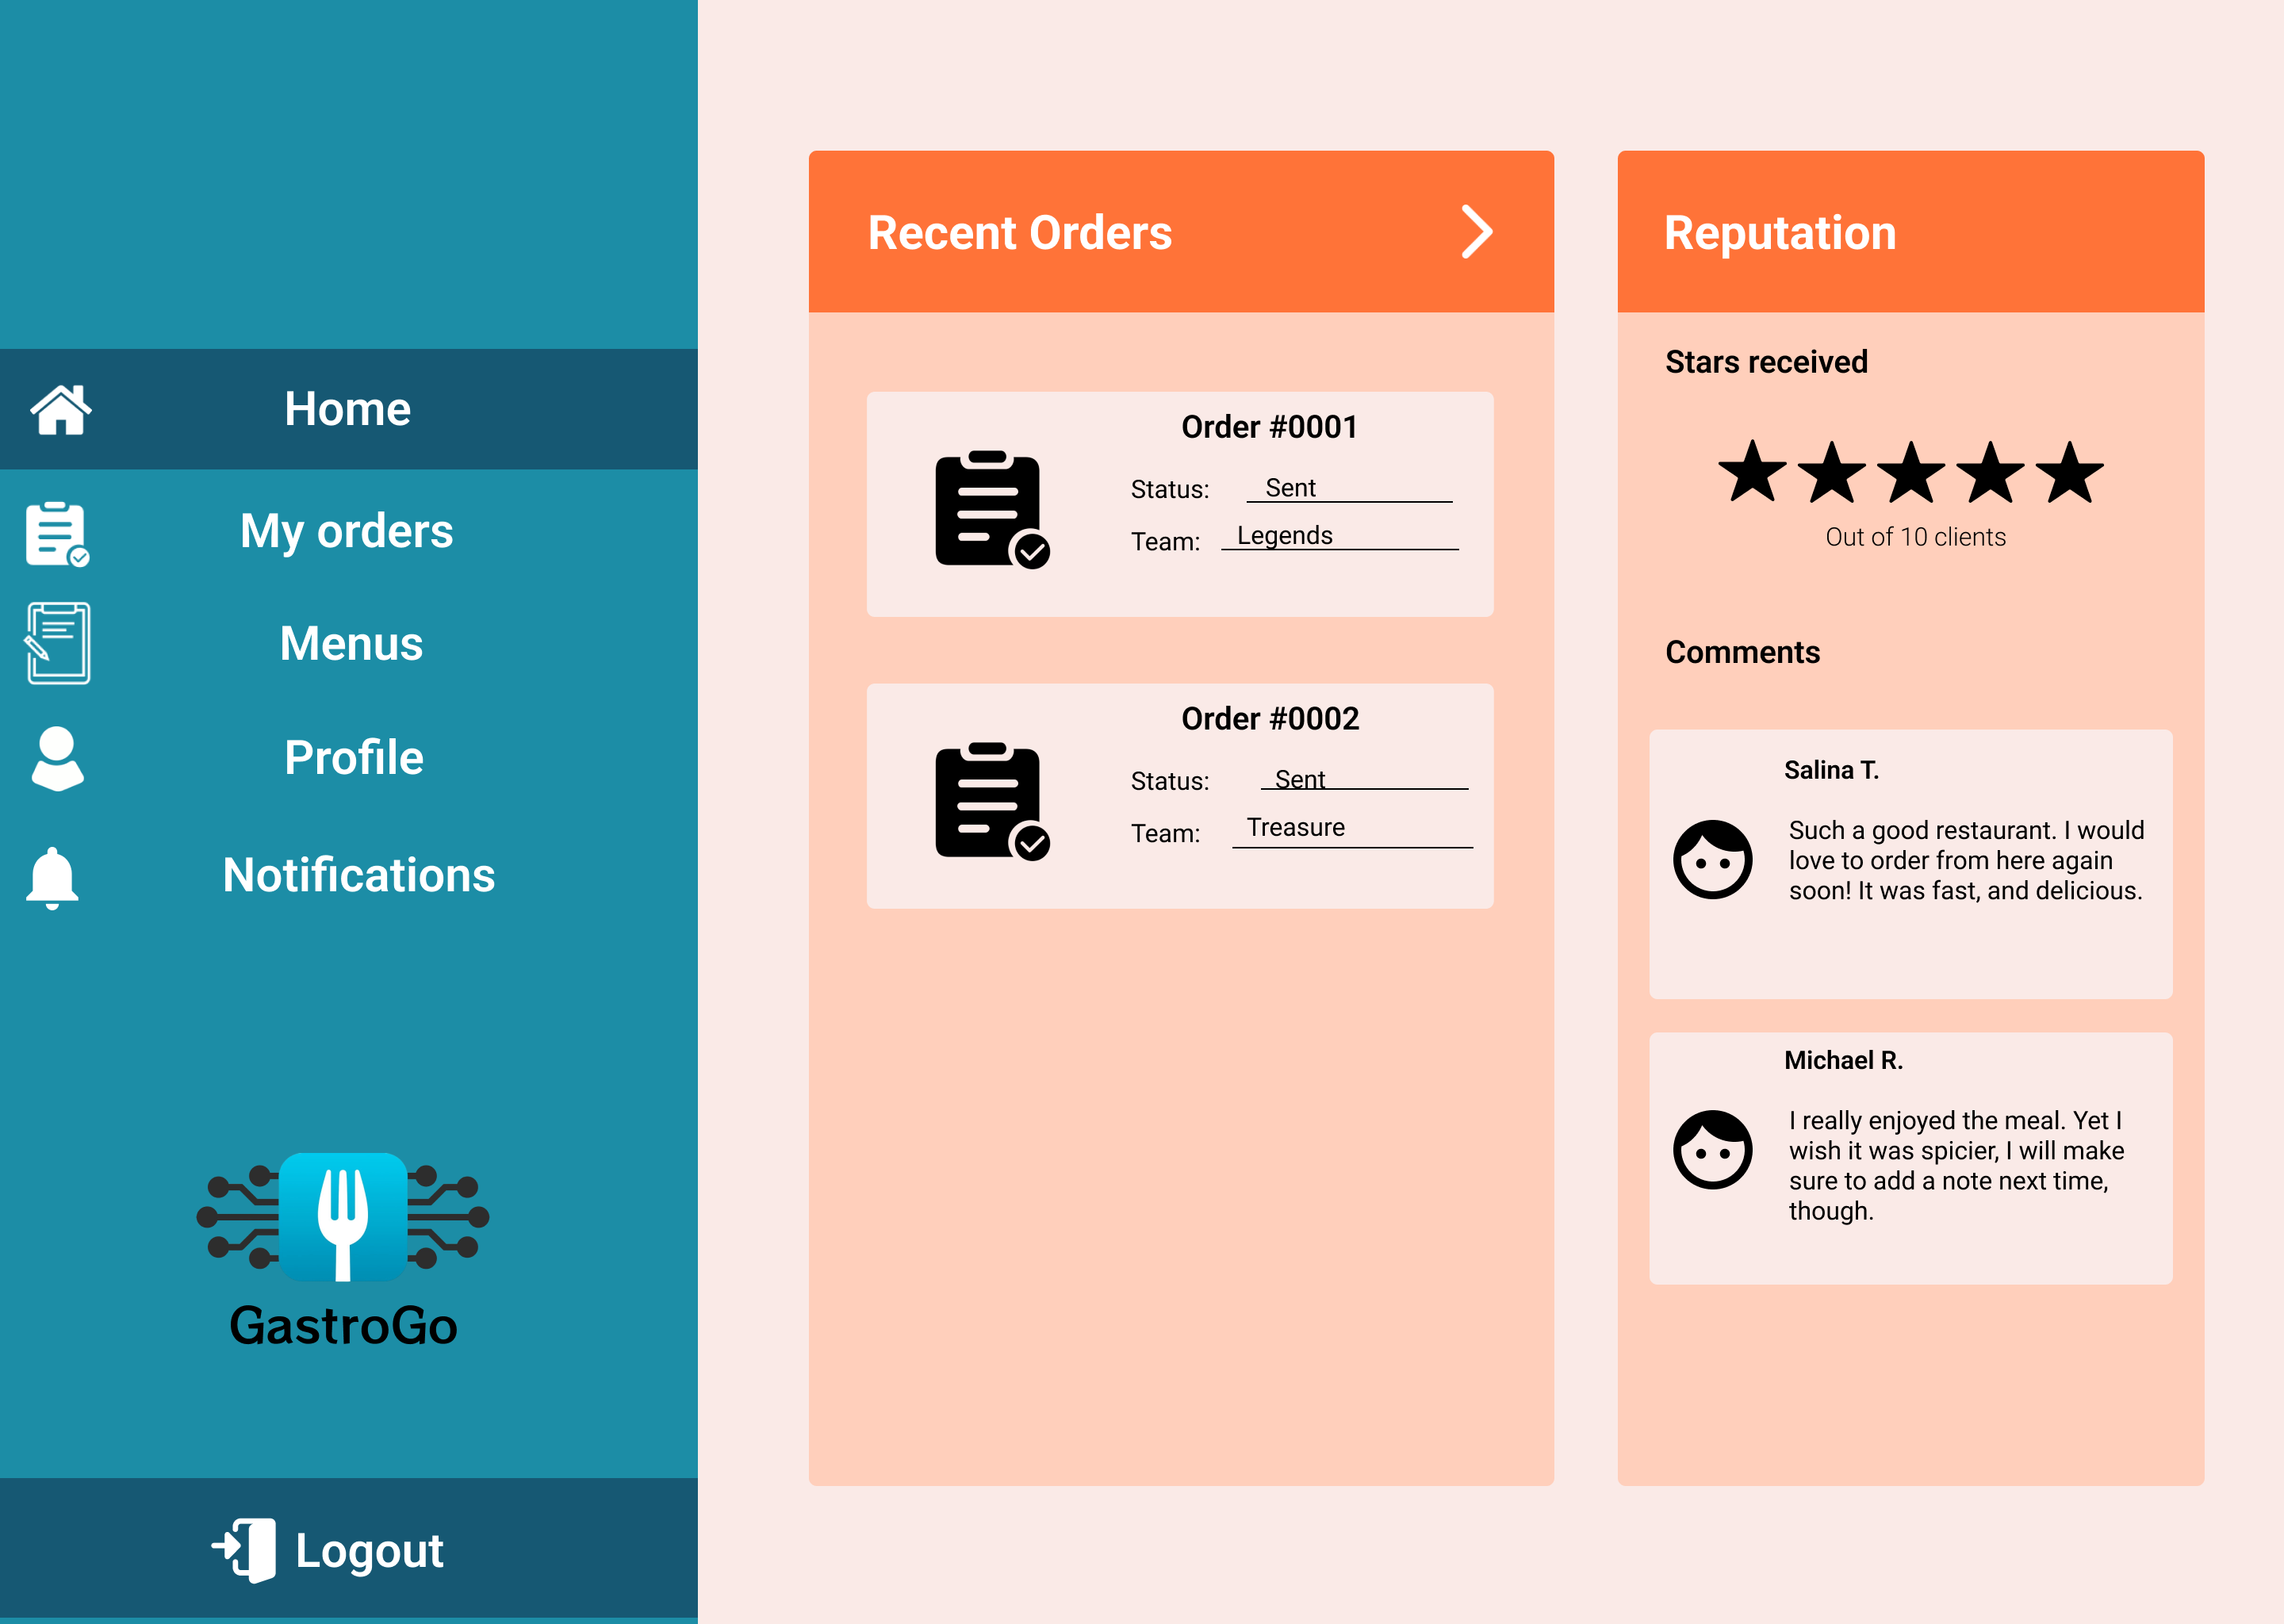 Home
My orders
Menus
Profile
Notifications
GastroGo
Logout
Recent Orders
Order #0001
Status: Sent
Team: Legends
Order #0002
Status: Sent
Team: Treasure
Reputation
Stars received
Out of 10 clients
Comments
Salina T.
Such a good restaurant. I would
love to order from here again
soon! It was fast, and delicious.
Michael R.
I really enjoyed the meal. Yet I
wish it was spicier, I will make
sure to add a note next time,
though.